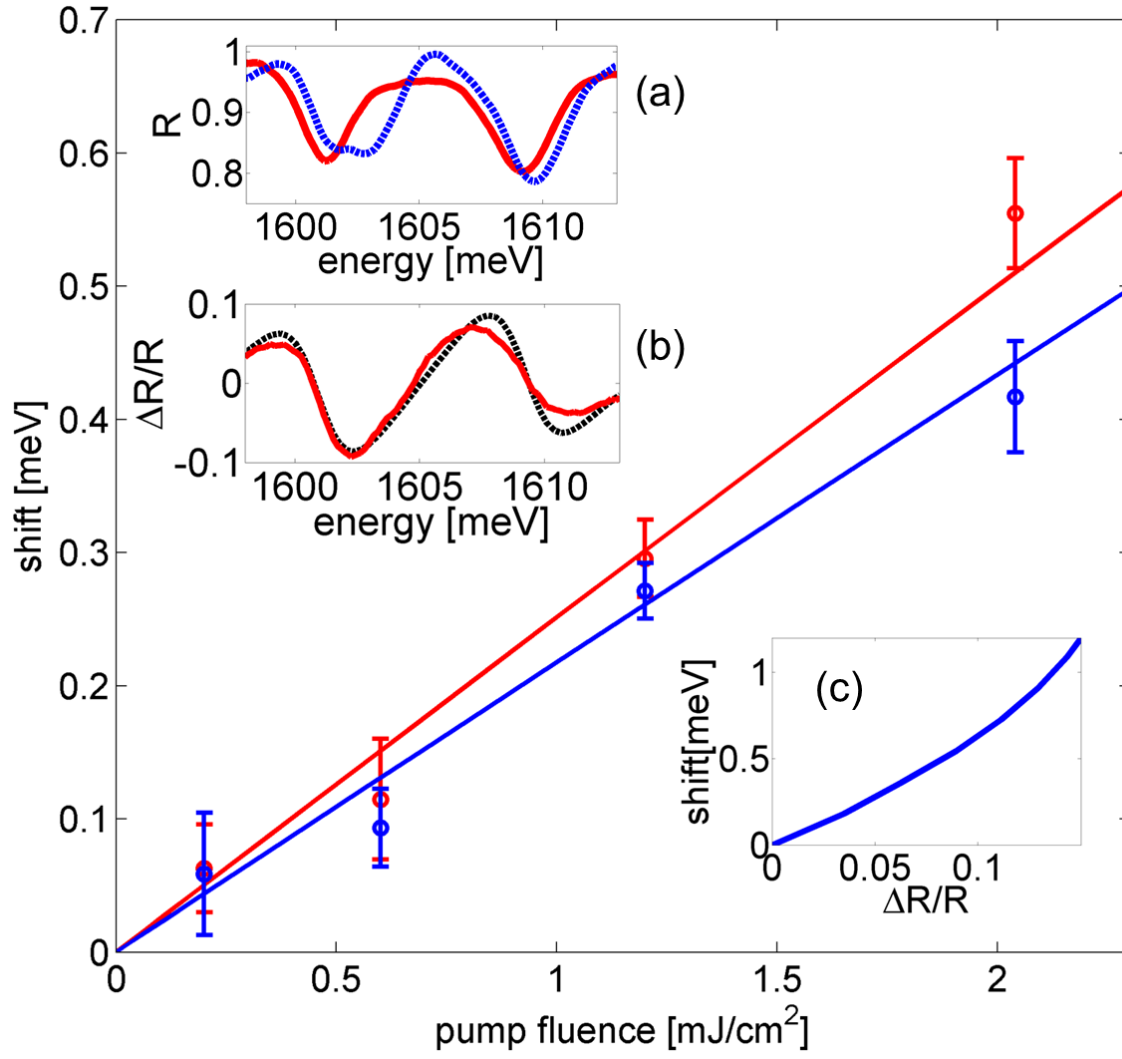 0.7
0.6
0.5
0.4
0.3
0.2
0.1
0
shift [meV]
0 0.5 1 1.5 2
pump fluence [mJ/cm²]
(a)
1
0.9
0.8
R
1600 1605 1610
energy [meV]
(b)
0.1
0
-0.1
ΔR/R
1600 1605 1610
energy [meV]
(c)
1
0.5
0
shift[meV]
0 0.05 0.1
ΔR/R